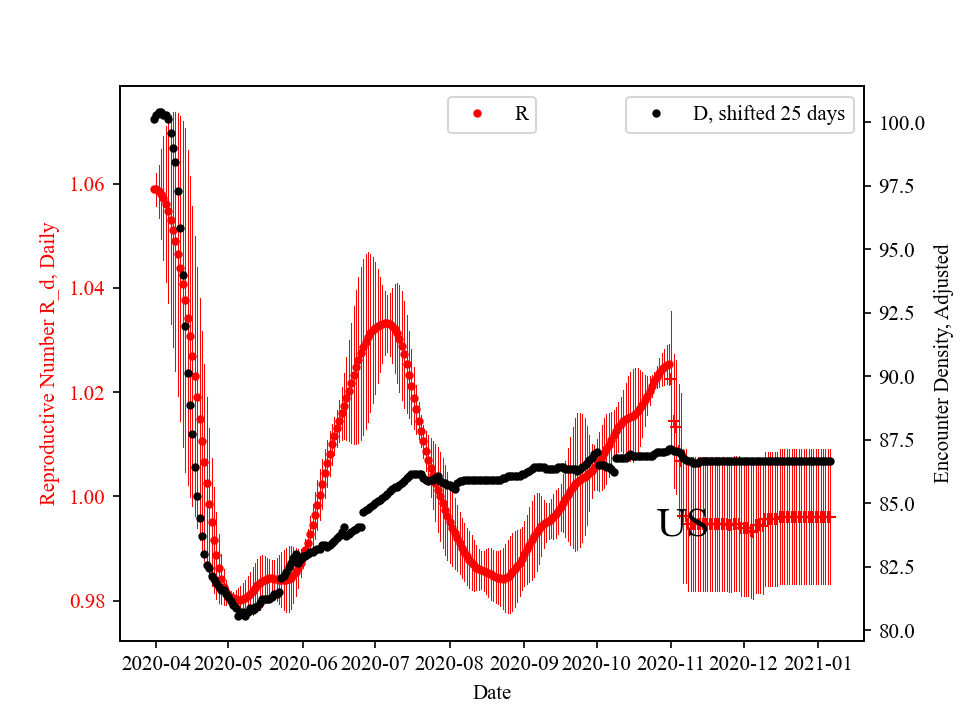 R
D, shifted 25 days
Reproductive Number R_d, Daily
1.06
1.04
1.02
1.00
0.98
100.0
97.5
95.0
92.5
90.0
87.5
85.0
82.5
80.0
Encounter Density, Adjusted
US
2020-04 2020-05 2020-06 2020-07 2020-08 2020-09 2020-10 2020-11 2020-12 2021-01
Date